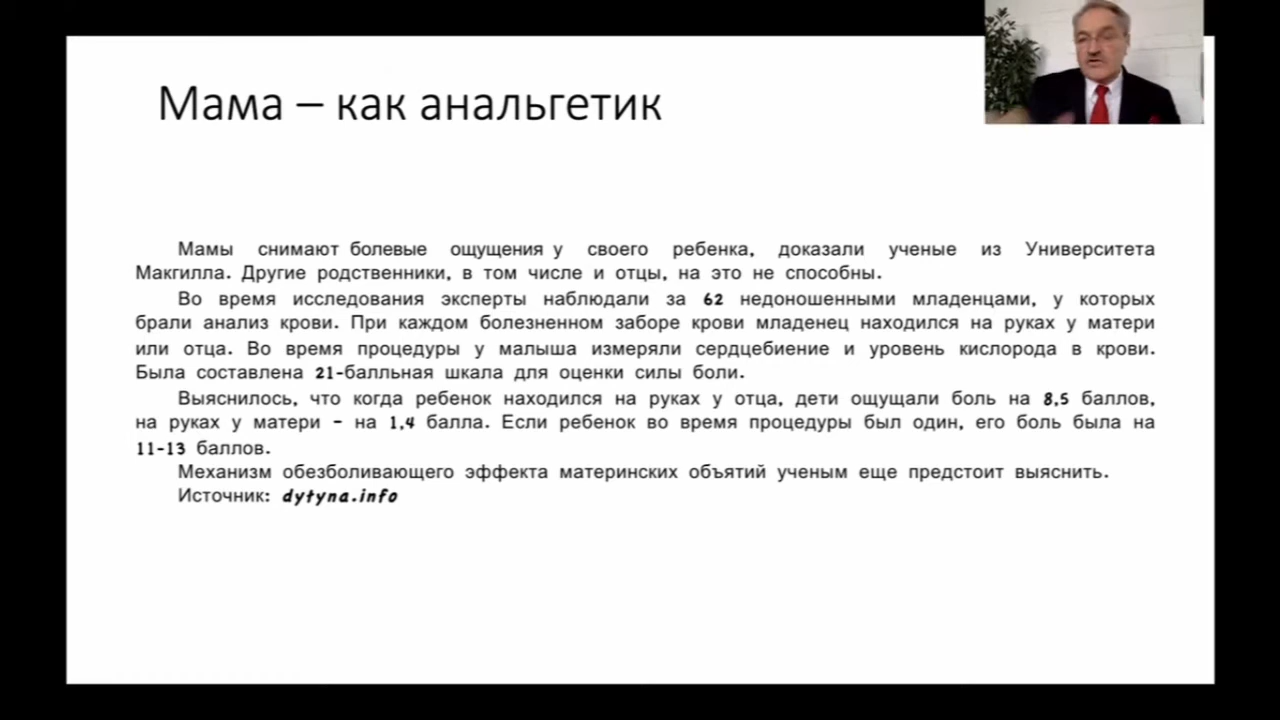 Мама – как анальгетик
Мамы снимают болевые ощущения у своего ребенка, доказали ученые из Университета
Макгилла. Другие родственники, в том числе и отцы, на это не способны.
Во время исследования эксперты наблюдали за 62 недоношенными младенцами, у которых
брали анализ крови. При каждом болезненном заборе крови младенец находился на руках у матери
или отца. Во время процедуры у малыша измеряли сердцебиение и уровень кислорода в крови.
Была составлена 21-балльная шкала для оценки силы боли.
Выяснилось, что когда ребенок находился на руках у отца, дети ощущали боль на 8,5 баллов,
на руках у матери – на 1,4 балла. Если ребенок во время процедуры был один, его боль была на
11-13 баллов.
Механизм обезболивающего эффекта материнских объятий ученым еще предстоит выяснить.
Источник: dytyna.info